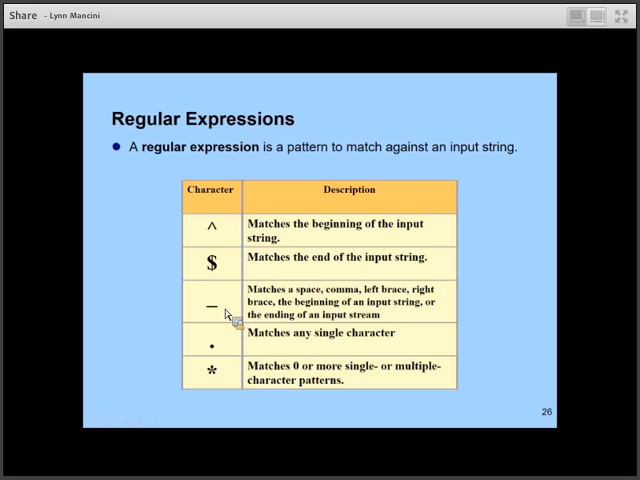 Share - Lynn Mancini
Regular Expressions
● A regular expression is a pattern to match against an input string.
Character Description
^ Matches the beginning of the input
string.
$ Matches the end of the input string.
_ Matches a space, comma, left brace, right
brace, the beginning of an input string, or
the ending of an input stream
. Matches any single character
* Matches 0 or more single- or multiple-
character patterns.
26